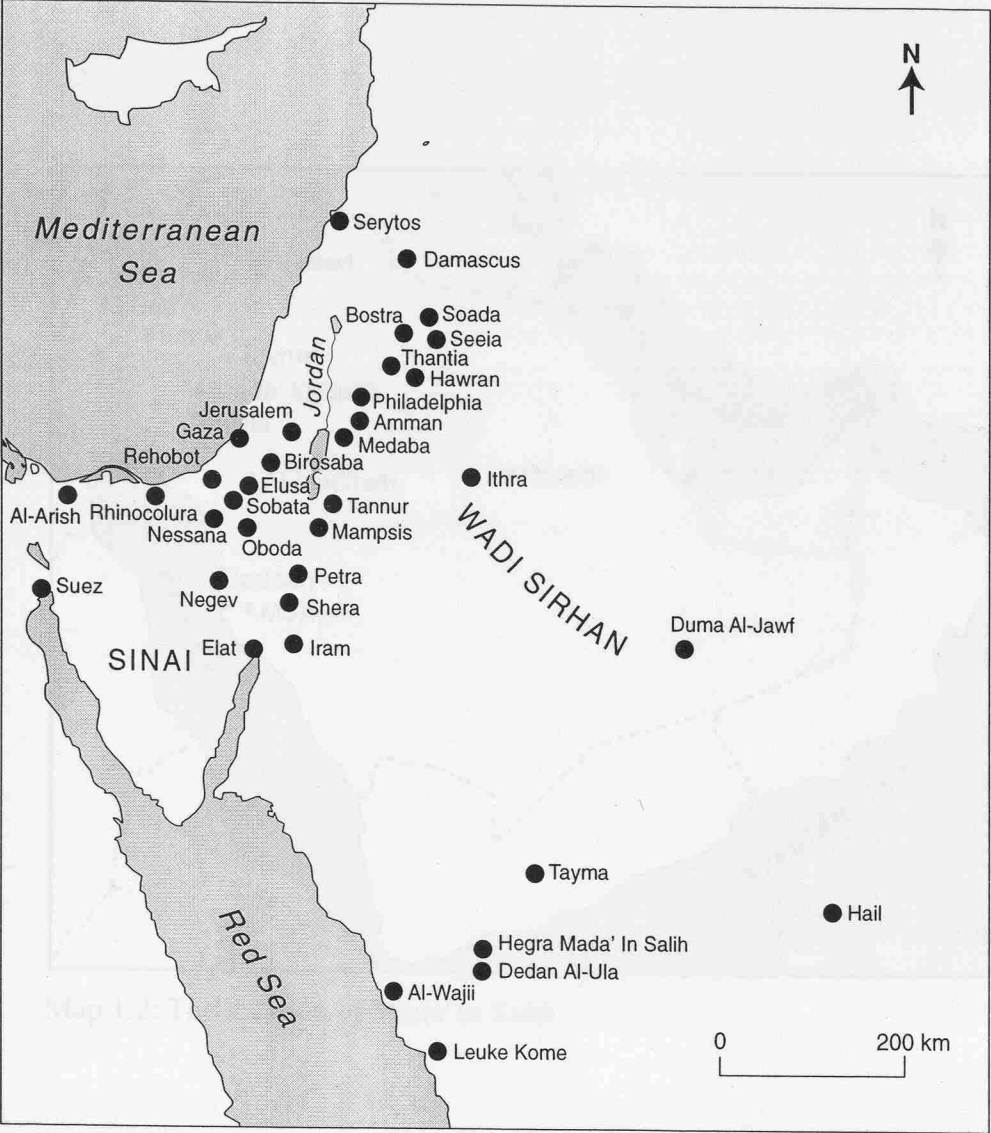 N
Mediterranean
Sea
Serytos
Damascus
Bostra
Soada
Seeia
Jordan
Thantia
Hawran
Philadelphia
Jerusalem
Amman
Gaza
Medaba
Rehobot
Birosaba
Ithra
Elusa
Al-Arish
Rhinocolura
Sobata
Tannur
Nessana
Mampsis
Oboda
WADI SIRHAN
Petra
Suez
Negev
Shera
Duma Al-Jawf
Elat
Iram
SINAI
Tayma
Hail
Red Sea
Hegra Mada' In Salih
Dedan Al-Ula
Al-Wajii
Leuke Kome
0 200 km